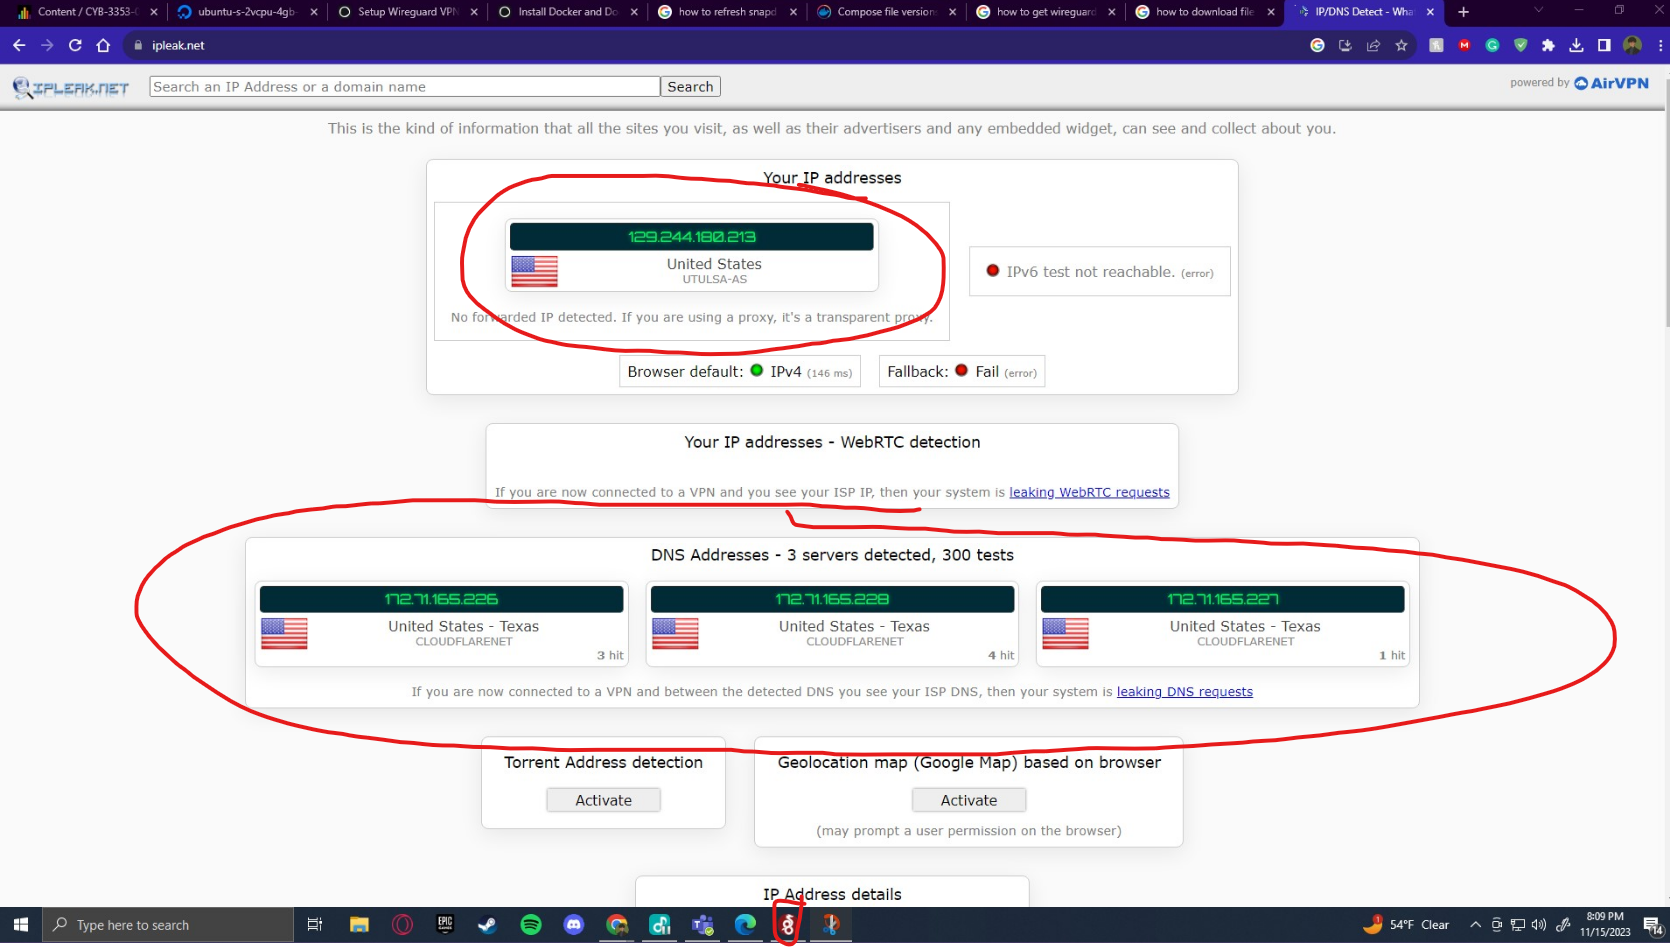 Content / CYB-3353-
ubuntu-s-2vcpu-4gb-
Setup Wireguard VPN
Install Docker and Do
how to refresh snapd
Compose file version
how to get wireguard
how to download file
IP/DNS Detect - Wha
ipleak.net
IPLEAK.NET
Search an IP Address or a domain name
Search
powered by AirVPN
This is the kind of information that all the sites you visit, as well as their advertisers and any embedded widget, can see and collect about you.
Your IP addresses
129.244.180.213
United States
UTULSA-AS
No forwarded IP detected. If you are using a proxy, it's a transparent proxy.
IPv6 test not reachable. (error)
Browser default: IPv4 (146 ms)
Fallback: Fail (error)
Your IP addresses - WebRTC detection
If you are now connected to a VPN and you see your ISP IP, then your system is leaking WebRTC requests
DNS Addresses - 3 servers detected, 300 tests
172.71.165.226
United States - Texas
CLOUDFLARENET
3 hit
172.71.165.228
United States - Texas
CLOUDFLARENET
4 hit
172.71.165.227
United States - Texas
CLOUDFLARENET
1 hit
If you are now connected to a VPN and between the detected DNS you see your ISP DNS, then your system is leaking DNS requests
Torrent Address detection
Activate
Geolocation map (Google Map) based on browser
Activate
(may prompt a user permission on the browser)
IP Address details
Type here to search
EPIC
54°F Clear
8:09 PM
11/15/2023
14